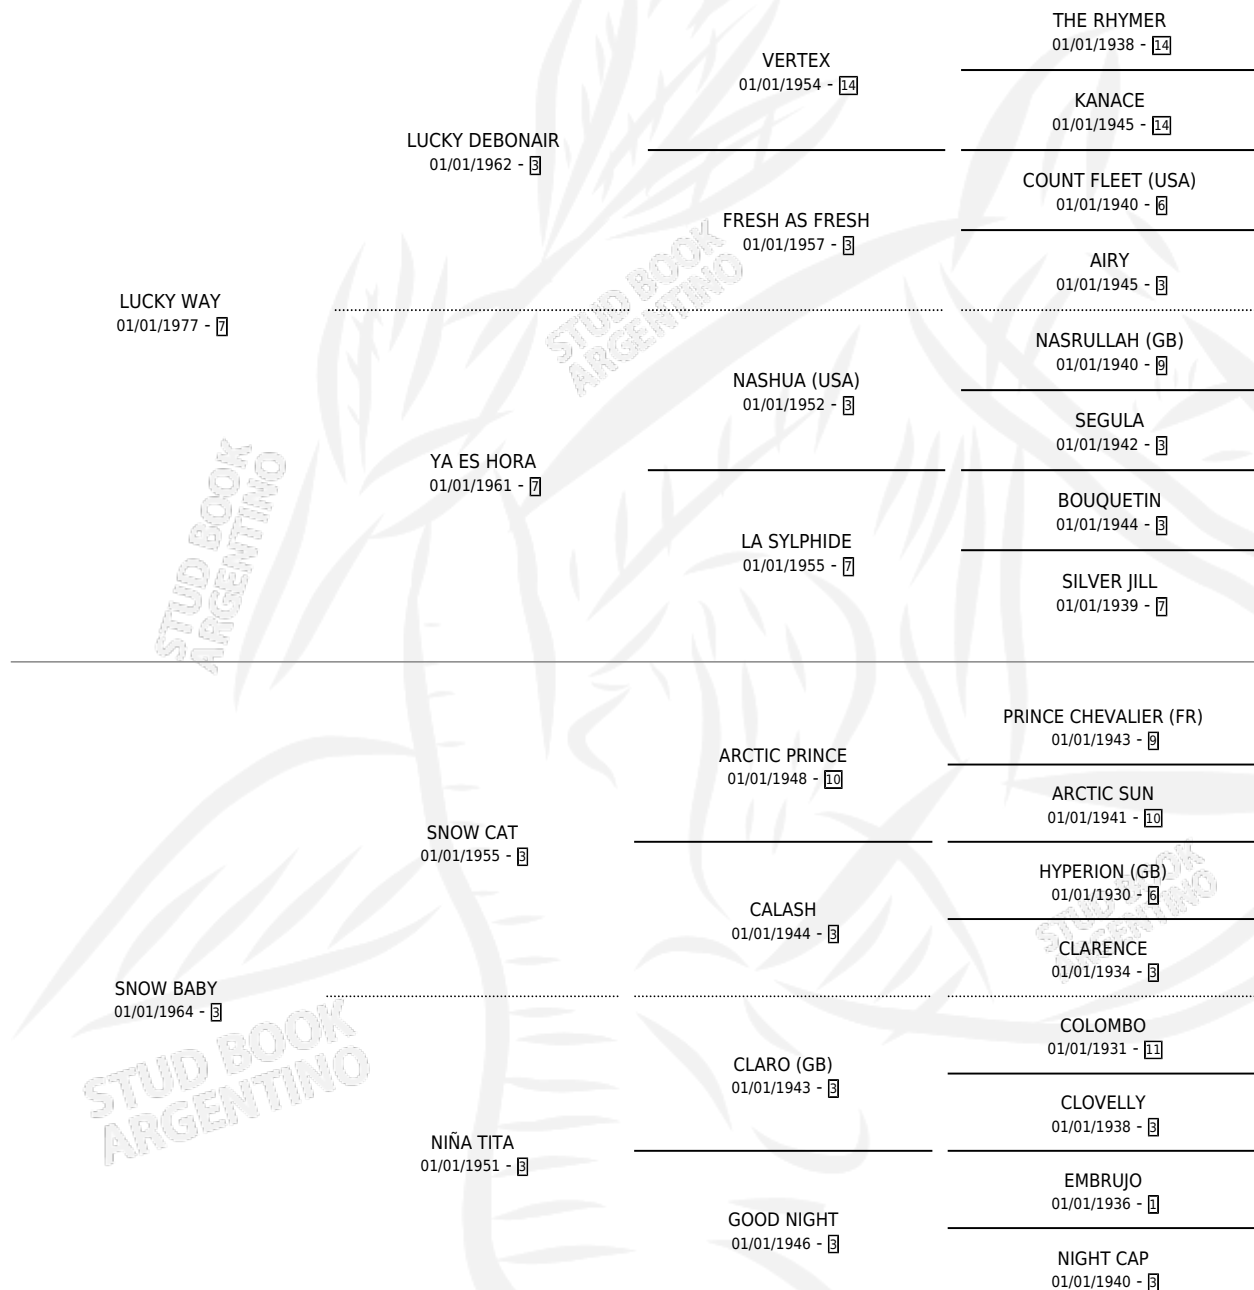 THE RHYMER
01/01/1938 - 14
VERTEX
01/01/1954 - 14
KANACE
01/01/1945 - 14
LUCKY DEBONAIR
01/01/1962 - 3
COUNT FLEET (USA)
01/01/1940 - 6
FRESH AS FRESH
01/01/1957 - 3
AIRY
01/01/1945 - 3
LUCKY WAY
01/01/1977 - 7
NASRULLAH (GB)
01/01/1940 - 9
NASHUA (USA)
01/01/1952 - 3
SEGULA
01/01/1942 - 3
YA ES HORA
01/01/1961 - 7
BOUQUETIN
01/01/1944 - 3
LA SYLPHIDE
01/01/1955 - 7
SILVER JILL
01/01/1939 - 7
PRINCE CHEVALIER (FR)
01/01/1943 - 9
ARCTIC PRINCE
01/01/1948 - 10
ARCTIC SUN
01/01/1941 - 10
SNOW CAT
01/01/1955 - 3
HYPERION (GB)
01/01/1930 - 6
CALASH
01/01/1944 - 3
CLARENCE
01/01/1934 - 3
SNOW BABY
01/01/1964 - 3
COLOMBO
01/01/1931 - 11
CLARO (GB)
01/01/1943 - 3
CLOVELLY
01/01/1938 - 3
NIÑA TITA
01/01/1951 - 3
EMBRUJO
01/01/1936 - 1
GOOD NIGHT
01/01/1946 - 3
NIGHT CAP
01/01/1940 - 3
STUD BOOK
ARGENTINO
STUD BOOK
ARGENTINO
STUD BOOK
ARGENTINO
STUD BOOK
ARGENTINO